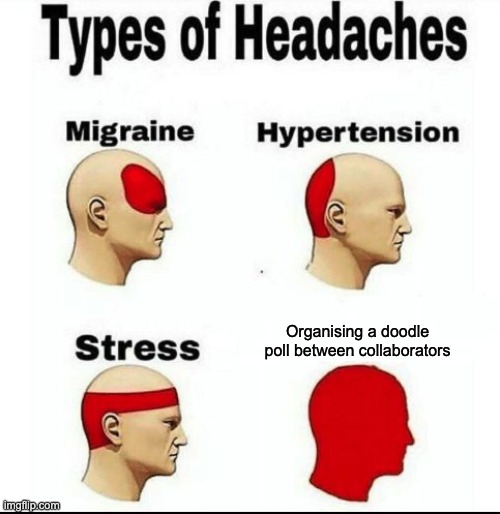 Types of Headaches
Migraine
Hypertension
Stress
Organising a doodle
poll between collaborators
imgflip.com